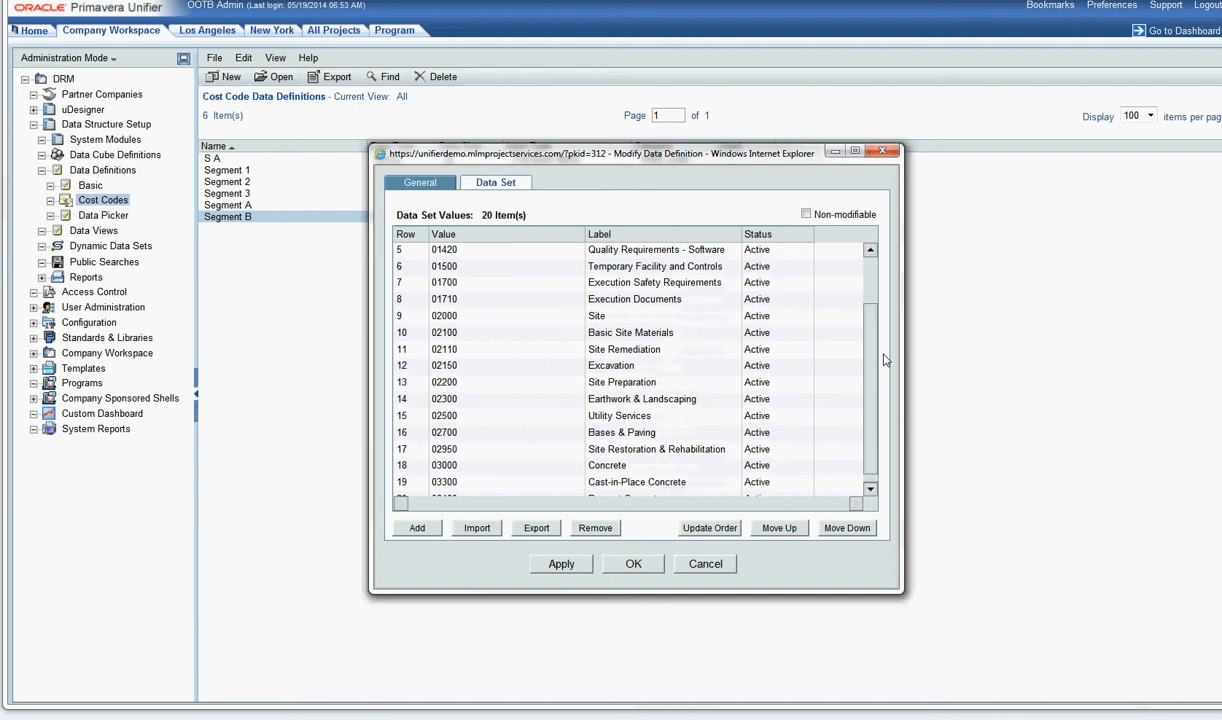 ORACLE Primavera Unifier OOTB Admin (Last login: 05/19/2014 06:53 AM) Bookmarks Preferences Support Logout
Home Company Workspace Los Angeles New York All Projects Program Go to Dashboard
Administration Mode File Edit View Help
DRM New Open Export Find Delete
Partner Companies Cost Code Data Definitions - Current View: All
uDesigner 6 Item(s) Page 1 of 1 Display 100 items per pag
Data Structure Setup
System Modules
Data Cube Definitions
Data Definitions
Basic
Cost Codes
Data Picker
Data Views
Dynamic Data Sets
Public Searches
Reports
Access Control
User Administration
Configuration
Standards & Libraries
Company Workspace
Templates
Programs
Company Sponsored Shells
Custom Dashboard
System Reports
Name
S A
Segment 1
Segment 2
Segment 3
Segment A
Segment B
https://unifierdemo.mlmprojectservices.com/?pkid=312 - Modify Data Definition - Windows Internet Explorer
General Data Set
Data Set Values: 20 Item(s) Non-modifiable
Row Value Label Status
5 01420 Quality Requirements - Software Active
6 01500 Temporary Facility and Controls Active
7 01700 Execution Safety Requirements Active
8 01710 Execution Documents Active
9 02000 Site Active
10 02100 Basic Site Materials Active
11 02110 Site Remediation Active
12 02150 Excavation Active
13 02200 Site Preparation Active
14 02300 Earthwork & Landscaping Active
15 02500 Utility Services Active
16 02700 Bases & Paving Active
17 02950 Site Restoration & Rehabilitation Active
18 03000 Concrete Active
19 03300 Cast-in-Place Concrete Active
Add Import Export Remove Update Order Move Up Move Down
Apply OK Cancel